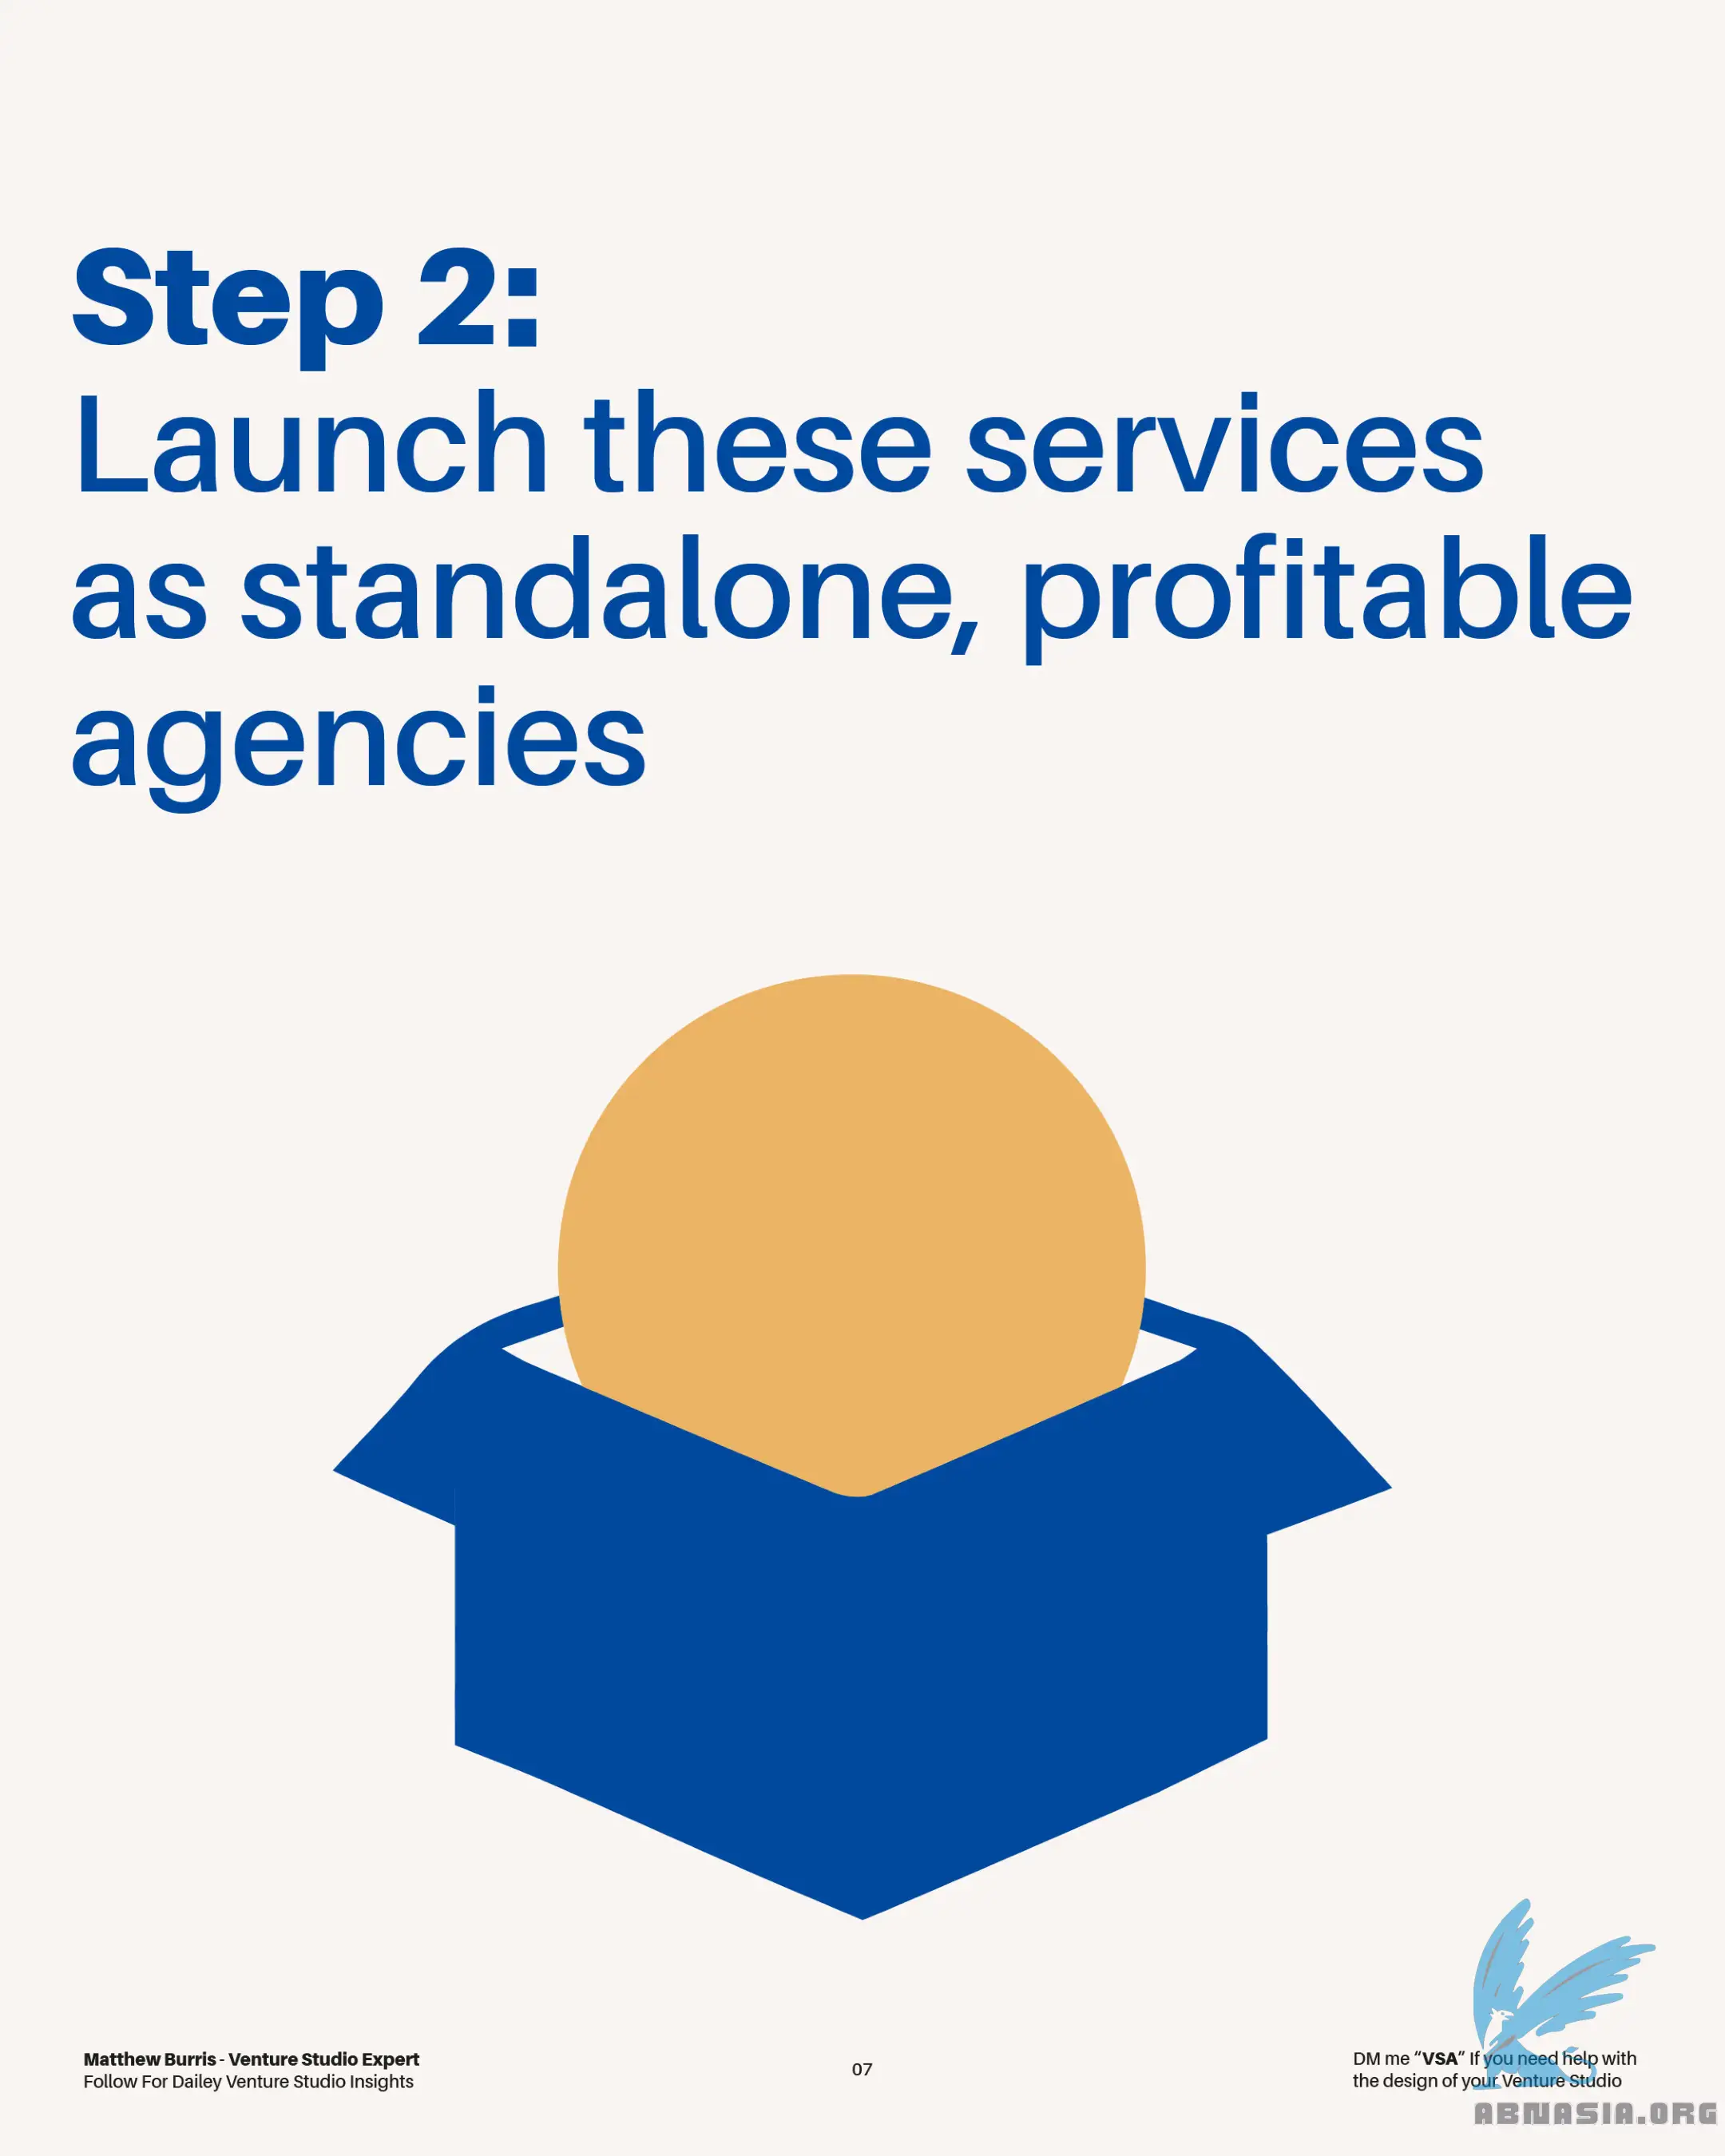 Step 2:
Launch these services
as standalone, profitable
agencies
Matthew Burris - Venture Studio Expert
Follow For Dailey Venture Studio Insights
07
DM me “VSA” If you need help with
the design of your Venture Studio
ABNASIA.ORG